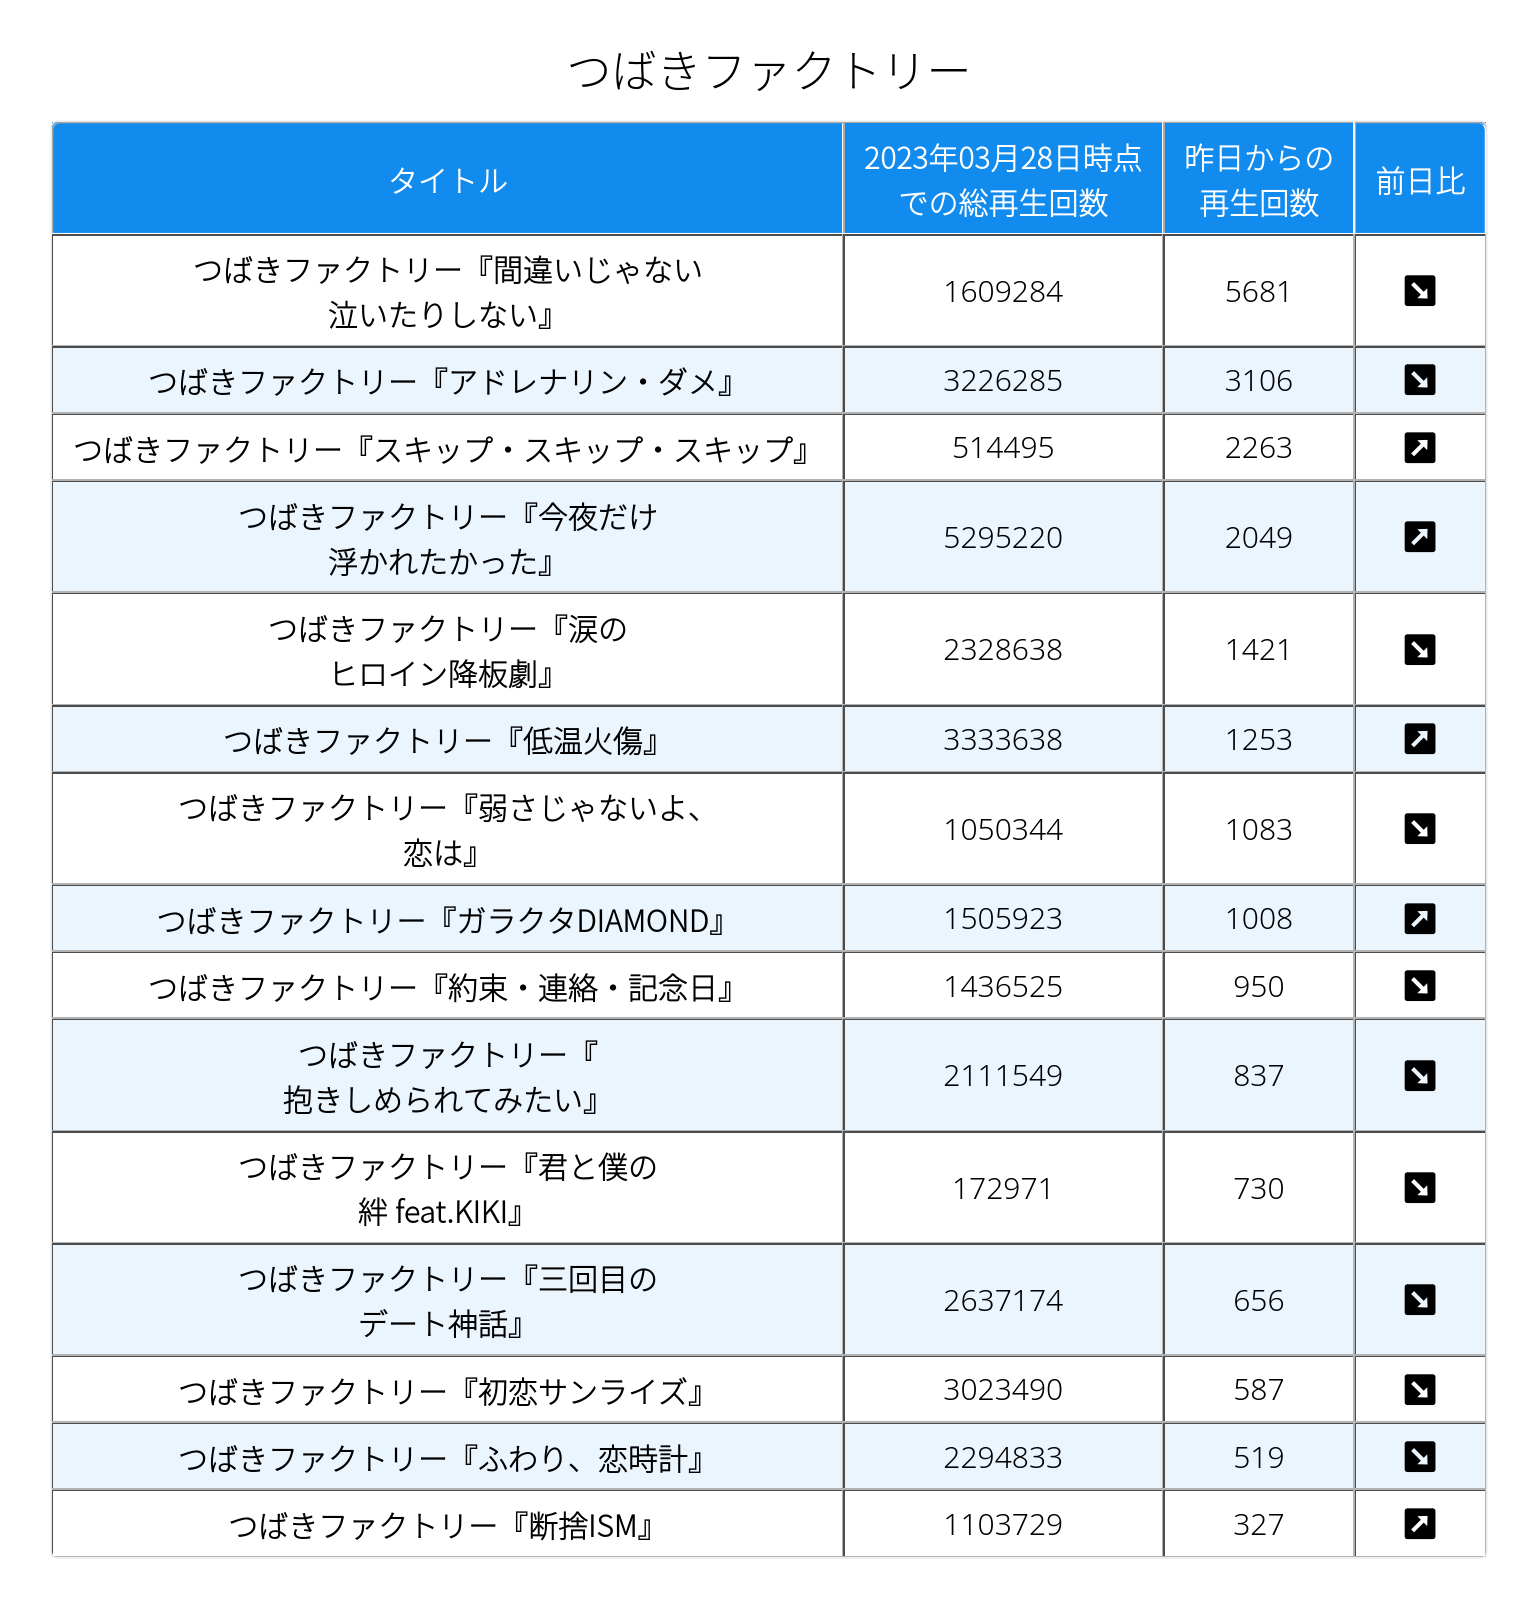 つばきファクトリー
タイトル
2023年03月28日時点
での総再生回数
昨日からの
再生回数
前日比
つばきファクトリー『間違いじゃない
泣いたりしない』
1609284
5681
つばきファクトリー『アドレナリン・ダメ』
3226285
3106
つばきファクトリー『スキップ・スキップ・スキップ』
514495
2263
つばきファクトリー『今夜だけ
浮かれたかった』
5295220
2049
つばきファクトリー『涙の
ヒロイン降板劇』
2328638
1421
つばきファクトリー『低温火傷』
3333638
1253
つばきファクトリー『弱さじゃないよ、
恋は』
1050344
1083
つばきファクトリー『ガラクタDIAMOND』
1505923
1008
つばきファクトリー『約束・連絡・記念日』
1436525
950
つばきファクトリー『
抱きしめられてみたい』
2111549
837
つばきファクトリー『君と僕の
絆 feat.KIKI』
172971
730
つばきファクトリー『三回目の
デート神話』
2637174
656
つばきファクトリー『初恋サンライズ』
3023490
587
つばきファクトリー『ふわり、恋時計』
2294833
519
つばきファクトリー『断捨ISM』
1103729
327